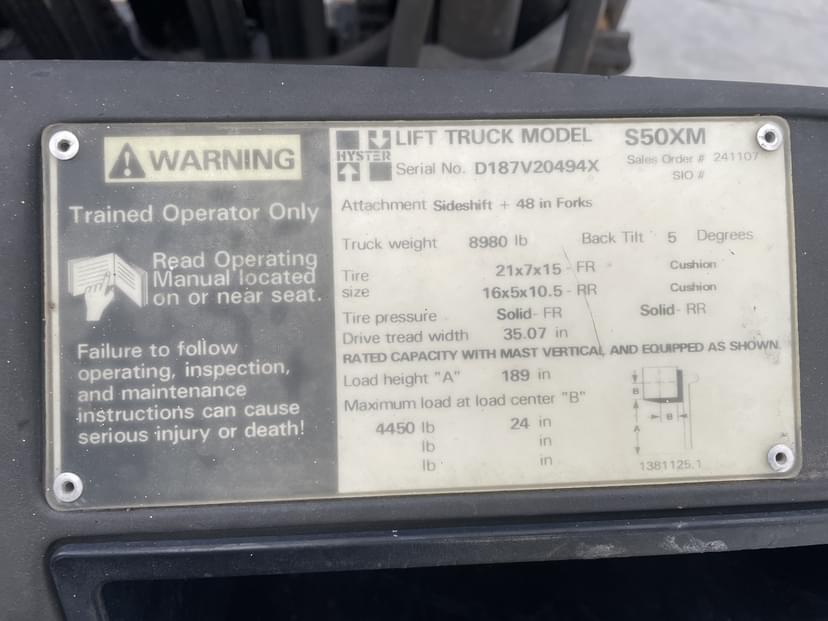 WARNING
Trained Operator Only
Read Operating
Manual located
on or near seat.
Failure to follow
operating, inspection,
and maintenance
instructions can cause
serious injury or death!
HYSTER
LIFT TRUCK MODEL S50XM
Serial No. D187V20494X
Sales Order # 241107
SIO #
Attachment Sideshift + 48 in Forks
Truck weight 8980 lb Back Tilt 5 Degrees
Tire 21x7x15 - FR Cushion
size 16x5x10.5 - RR Cushion
Tire pressure Solid - FR Solid - RR
Drive tread width 35.07 in
RATED CAPACITY WITH MAST VERTICAL AND EQUIPPED AS SHOWN.
Load height "A" 189 in
Maximum load at load center "B"
4450 lb 24 in
lb in
lb in
B
B
A
1381125.1